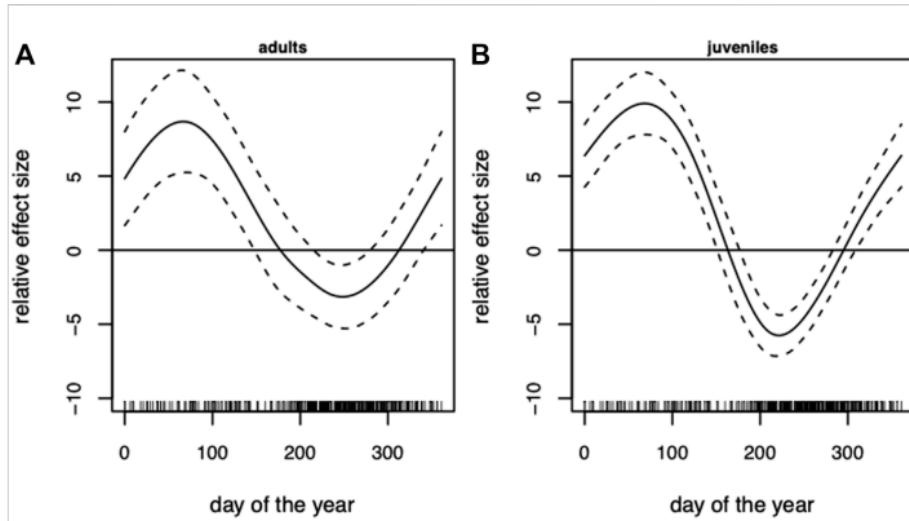 A
adults
relative effect size
10
5
0
−5
−10
0 100 200 300
day of the year
B
juveniles
relative effect size
10
5
0
−5
−10
0 100 200 300
day of the year